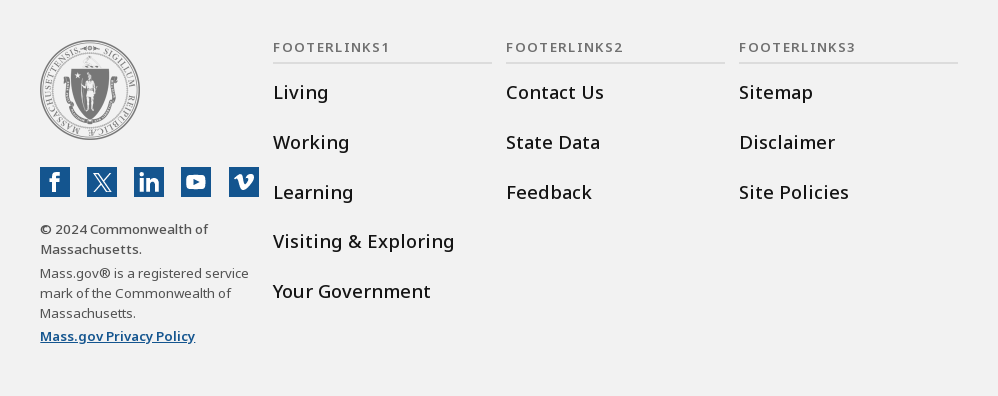 SIGILLUM REIPUBLICÆ MASSACHUSETTENSIS
© 2024 Commonwealth of
Massachusetts.
Mass.gov® is a registered service
mark of the Commonwealth of
Massachusetts.
Mass.gov Privacy Policy
FOOTERLINKS1
Living
Working
Learning
Visiting & Exploring
Your Government
FOOTERLINKS2
Contact Us
State Data
Feedback
FOOTERLINKS3
Sitemap
Disclaimer
Site Policies